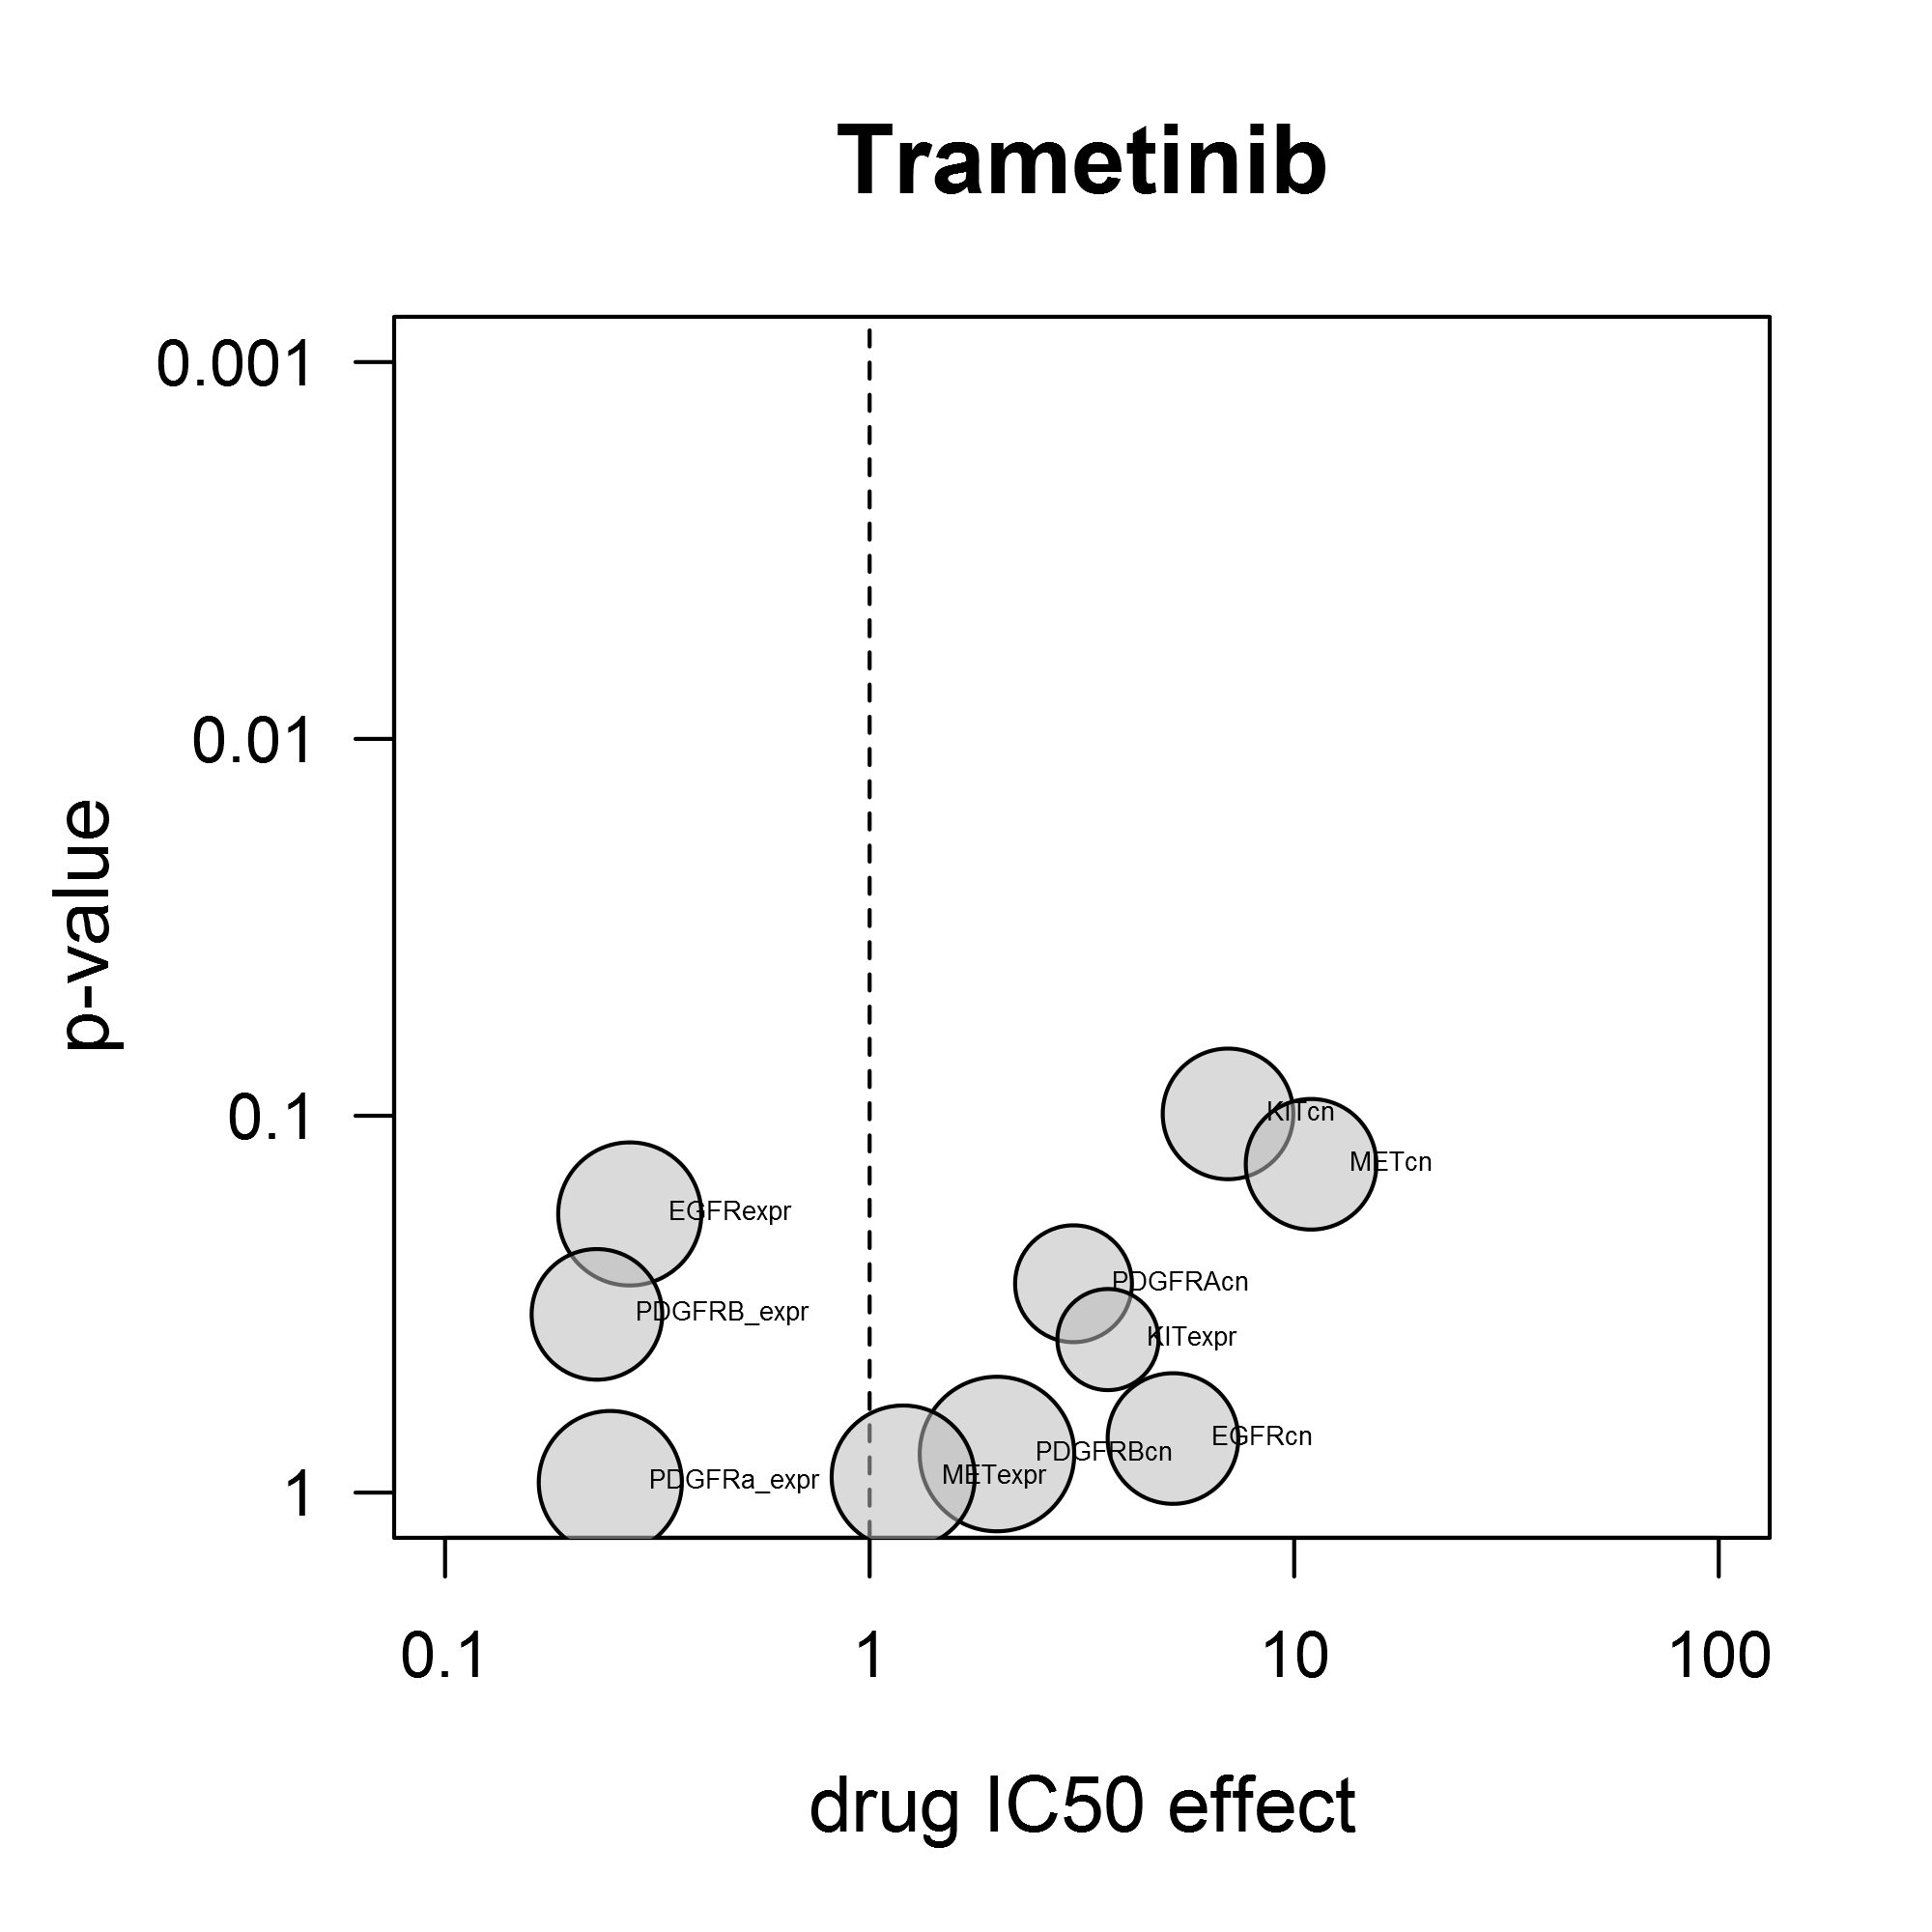 Trametinib
0.001
0.01
0.1
1
p-value
KITcn
METcn
EGFRexpr
PDGFRAcn
PDGFRB_expr
KITexpr
EGFRcn
PDGFRBcn
METexpr
PDGFRa_expr
0.1 1 10 100
drug IC50 effect